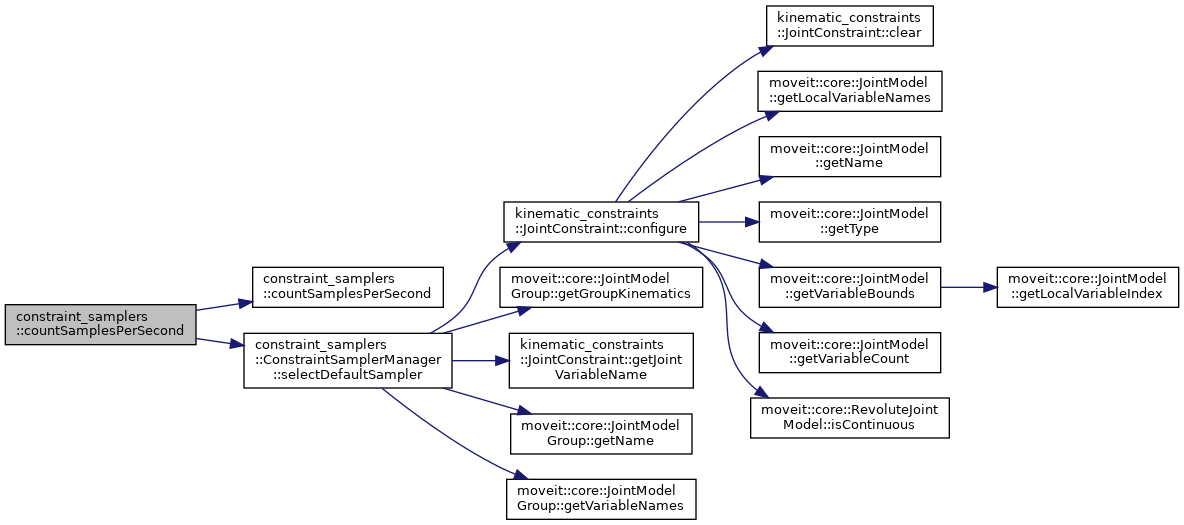 constraint_samplers
::countSamplesPerSecond
constraint_samplers
::countSamplesPerSecond
constraint_samplers
::ConstraintSamplerManager
::selectDefaultSampler
kinematic_constraints
::JointConstraint::configure
moveit::core::JointModel
Group::getGroupKinematics
kinematic_constraints
::JointConstraint::getJoint
VariableName
moveit::core::JointModel
Group::getName
moveit::core::JointModel
Group::getVariableNames
kinematic_constraints
::JointConstraint::clear
moveit::core::JointModel
::getLocalVariableNames
moveit::core::JointModel
::getName
moveit::core::JointModel
::getType
moveit::core::JointModel
::getVariableBounds
moveit::core::JointModel
::getVariableCount
moveit::core::RevoluteJoint
Model::isContinuous
moveit::core::JointModel
::getLocalVariableIndex